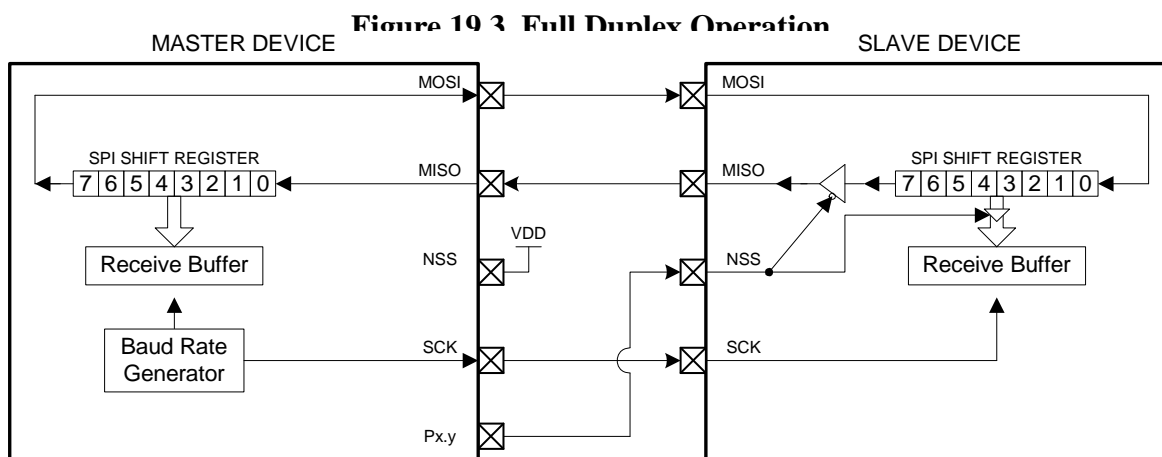 Figure 19.3. Full Duplex Operation
MASTER DEVICE
SLAVE DEVICE
MOSI
MOSI
SPI SHIFT REGISTER
7 6 5 4 3 2 1 0
MISO
MISO
SPI SHIFT REGISTER
7 6 5 4 3 2 1 0
Receive Buffer
NSS
VDD
NSS
Receive Buffer
Baud Rate
Generator
SCK
SCK
Px.y